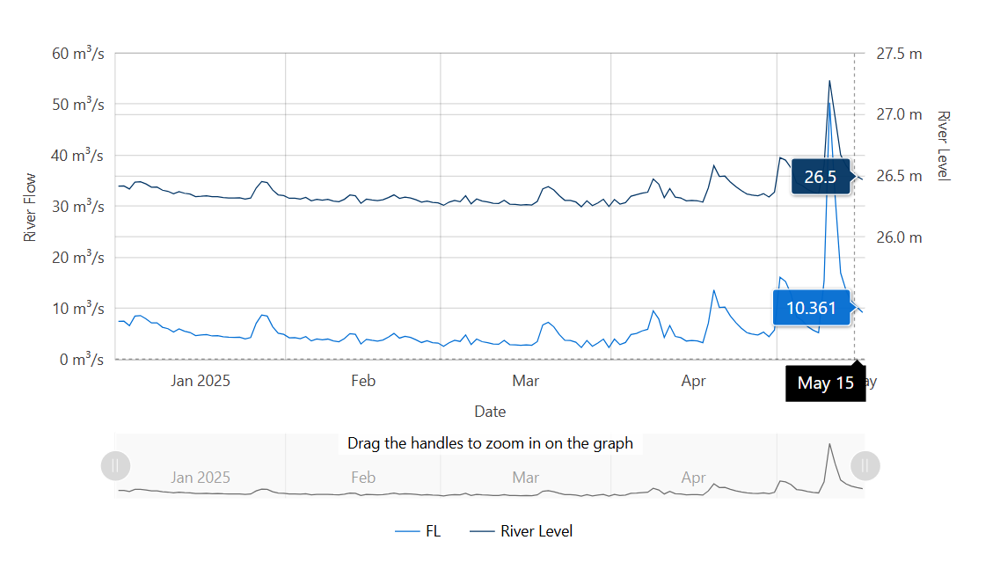 60 m³/s
50 m³/s
40 m³/s
30 m³/s
20 m³/s
10 m³/s
0 m³/s
River Flow
27.5 m
27.0 m
26.5 m
26.0 m
River Level
26.5
10.361
Jan 2025 Feb Mar Apr
May 15
Date
Drag the handles to zoom in on the graph
Jan 2025 Feb Mar Apr
FL River Level